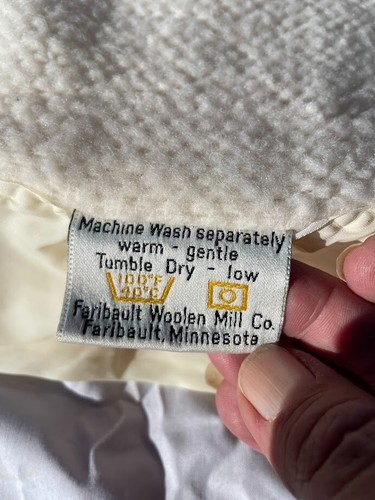 Machine Wash separately
warm - gentle
Tumble Dry - low
100°F
40°C
Faribault Woolen Mill Co.
Faribault, Minnesota